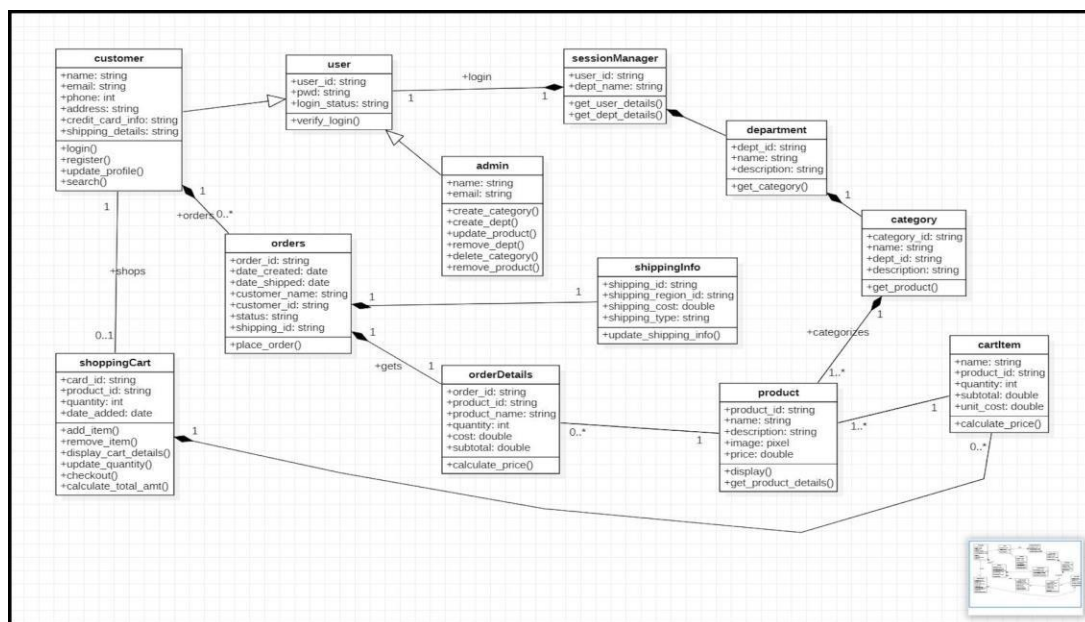 customer
+name: string
+email: string
+phone: int
+address: string
+credit_card_info: string
+shipping_details: string
+login()
+register()
+update_profile()
+search()
user
+user_id: string
+pwd: string
+login_status: string
+verify_login()
+login
1
1
sessionManager
+user_id: string
+dept_name: string
+get_user_details()
+get_dept_details()
department
+dept_id: string
+name: string
+description: string
+get_category()
1
admin
+name: string
+email: string
+create_category()
+create_dept()
+update_product()
+remove_dept()
+delete_category()
+remove_product()
1
1
+orders
0..*
category
+category_id: string
+name: string
+dept_id: string
+description: string
+get_product()
1
orders
+order_id: string
+date_created: date
+date_shipped: date
+customer_name: string
+customer_id: string
+status: string
+shipping_id: string
+place_order()
+shops
0..1
1
1
shippingInfo
+shipping_id: string
+shipping_region_id: string
+shipping_cost: double
+shipping_type: string
+update_shipping_info()
+categorizes
1..*
1
+gets
1
shoppingCart
+card_id: string
+product_id: string
+quantity: int
+date_added: date
+add_item()
+remove_item()
+display_cart_details()
+update_quantity()
+checkout()
+calculate_total_amt()
1
orderDetails
+order_id: string
+product_id: string
+product_name: string
+quantity: int
+cost: double
+subtotal: double
+calculate_price()
0..*
1
product
+product_id: string
+name: string
+description: string
+image: pixel
+price: double
+display()
+get_product_details()
1..*
1
cartItem
+name: string
+product_id: string
+quantity: int
+subtotal: double
+unit_cost: double
+calculate_price()
0..*